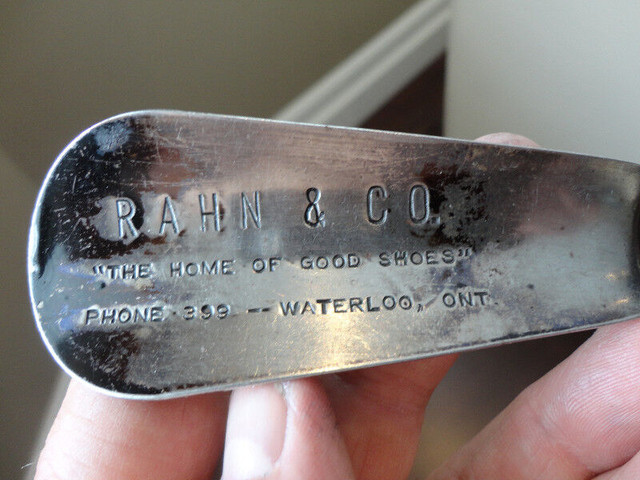 RAHN & CO.
"THE HOME OF GOOD SHOES"
PHONE 399 -- WATERLOO, ONT.